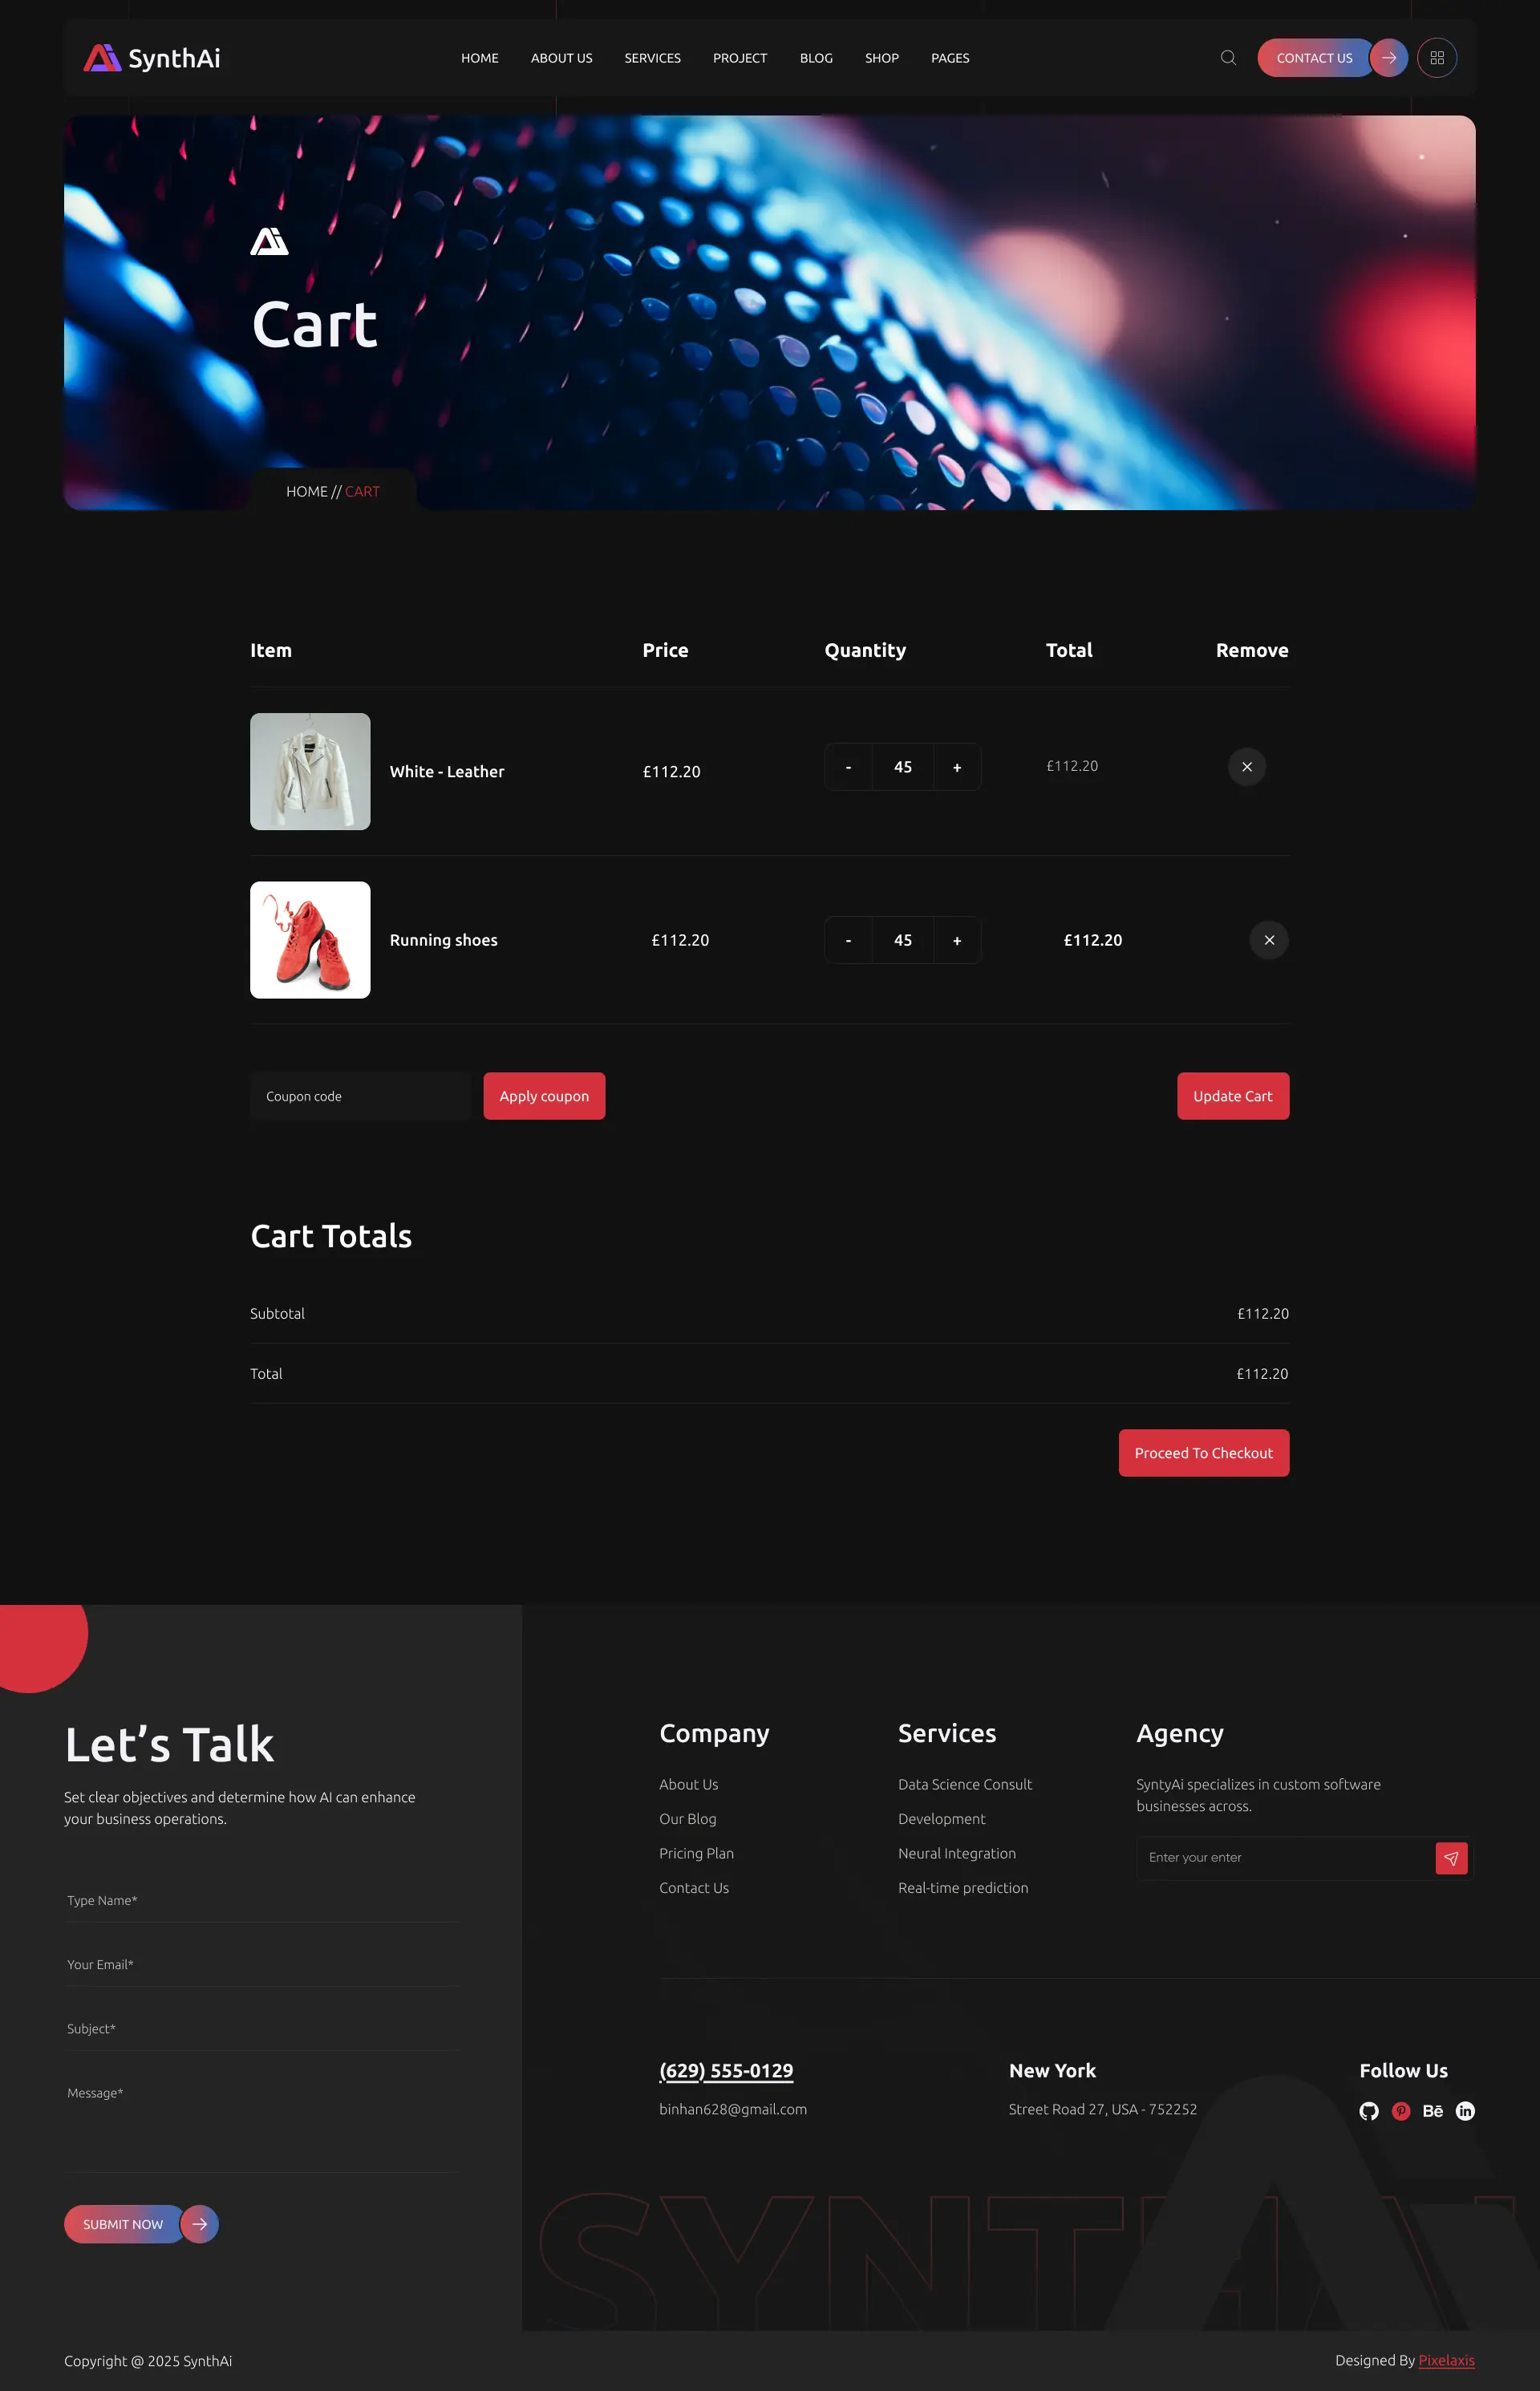 SynthAi
HOME ABOUT US SERVICES PROJECT BLOG SHOP PAGES
CONTACT US
Cart
HOME // CART
Item Price Quantity Total Remove
White - Leather £112.20 - 45 + £112.20
Running shoes £112.20 - 45 + £112.20
Coupon code Apply coupon Update Cart
Cart Totals
Subtotal £112.20
Total £112.20
Proceed To Checkout
Let’s Talk
Set clear objectives and determine how AI can enhance
your business operations.
Type Name*
Your Email*
Subject*
Message*
SUBMIT NOW
Company
About Us
Our Blog
Pricing Plan
Contact Us
Services
Data Science Consult
Development
Neural Integration
Real-time prediction
Agency
SyntyAi specializes in custom software
businesses across.
Enter your enter
(629) 555-0129
binhan628@gmail.com
New York
Street Road 27, USA - 752252
Follow Us
Bē in
SYNTHAI
Copyright @ 2025 SynthAi
Designed By Pixelaxis